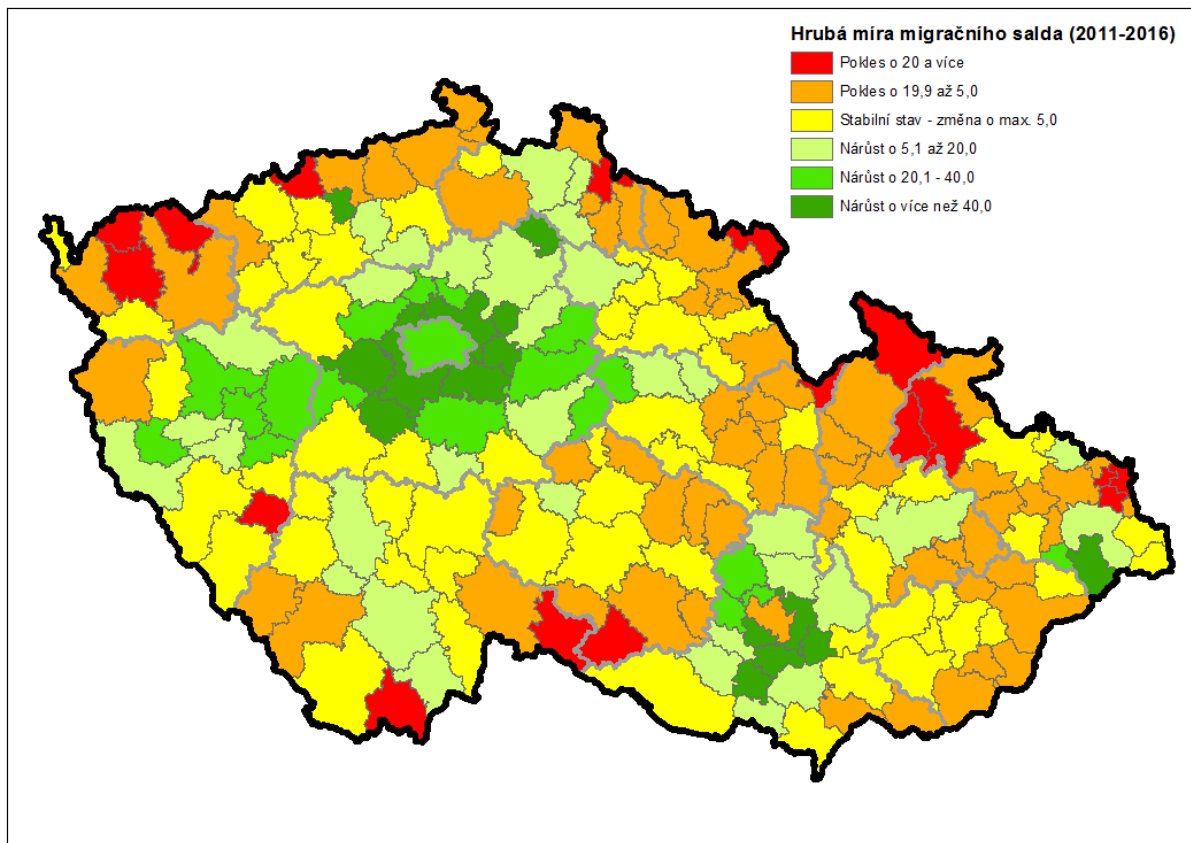 Hrubá míra migračního salda (2011-2016)
Pokles o 20 a více
Pokles o 19,9 až 5,0
Stabilní stav - změna o max. 5,0
Nárůst o 5,1 až 20,0
Nárůst o 20,1 - 40,0
Nárůst o více než 40,0